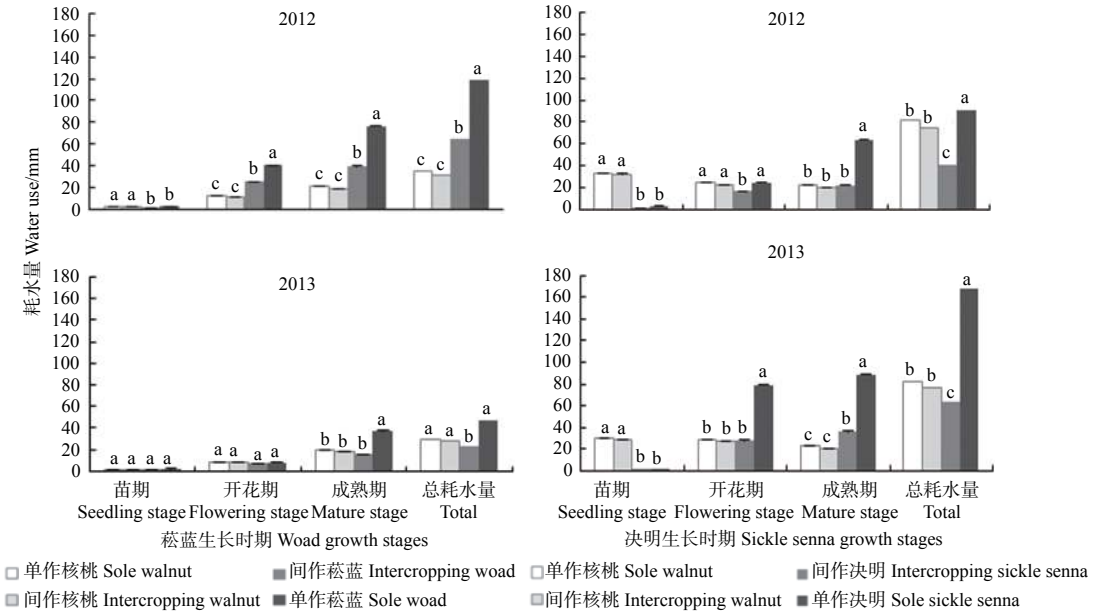 耗水量 Water use/mm
2012
180
160
140
120
100
80
60
40
20
0
a a b b
c c b a
c c b a
c c b a
2012
180
160
140
120
100
80
60
40
20
0
a a b b
a a b a
b b b a
b b c a
2013
180
160
140
120
100
80
60
40
20
0
a a a a
a a a a
b b b a
a a a a
苗期 开花期 成熟期 总耗水量
Seedling stage Flowering stage Mature stage Total
菘蓝生长时期 Woad growth stages
2013
180
160
140
120
100
80
60
40
20
0
a a b b
b b b a
c c b a
b b c a
苗期 开花期 成熟期 总耗水量
Seedling stage Flowering stage Mature stage Total
决明生长时期 Sickle senna growth stages
单作核桃 Sole walnut 间作菘蓝 Intercropping woad
间作核桃 Intercropping walnut 单作菘蓝 Sole woad
单作核桃 Sole walnut 间作决明 Intercropping sickle senna
间作核桃 Intercropping walnut 单作决明 Sole sickle senna